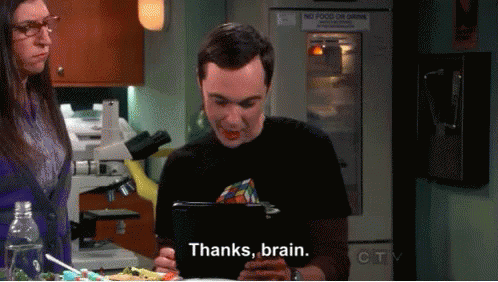 NO FOOD OR DRINK
Thanks, brain.
CTV